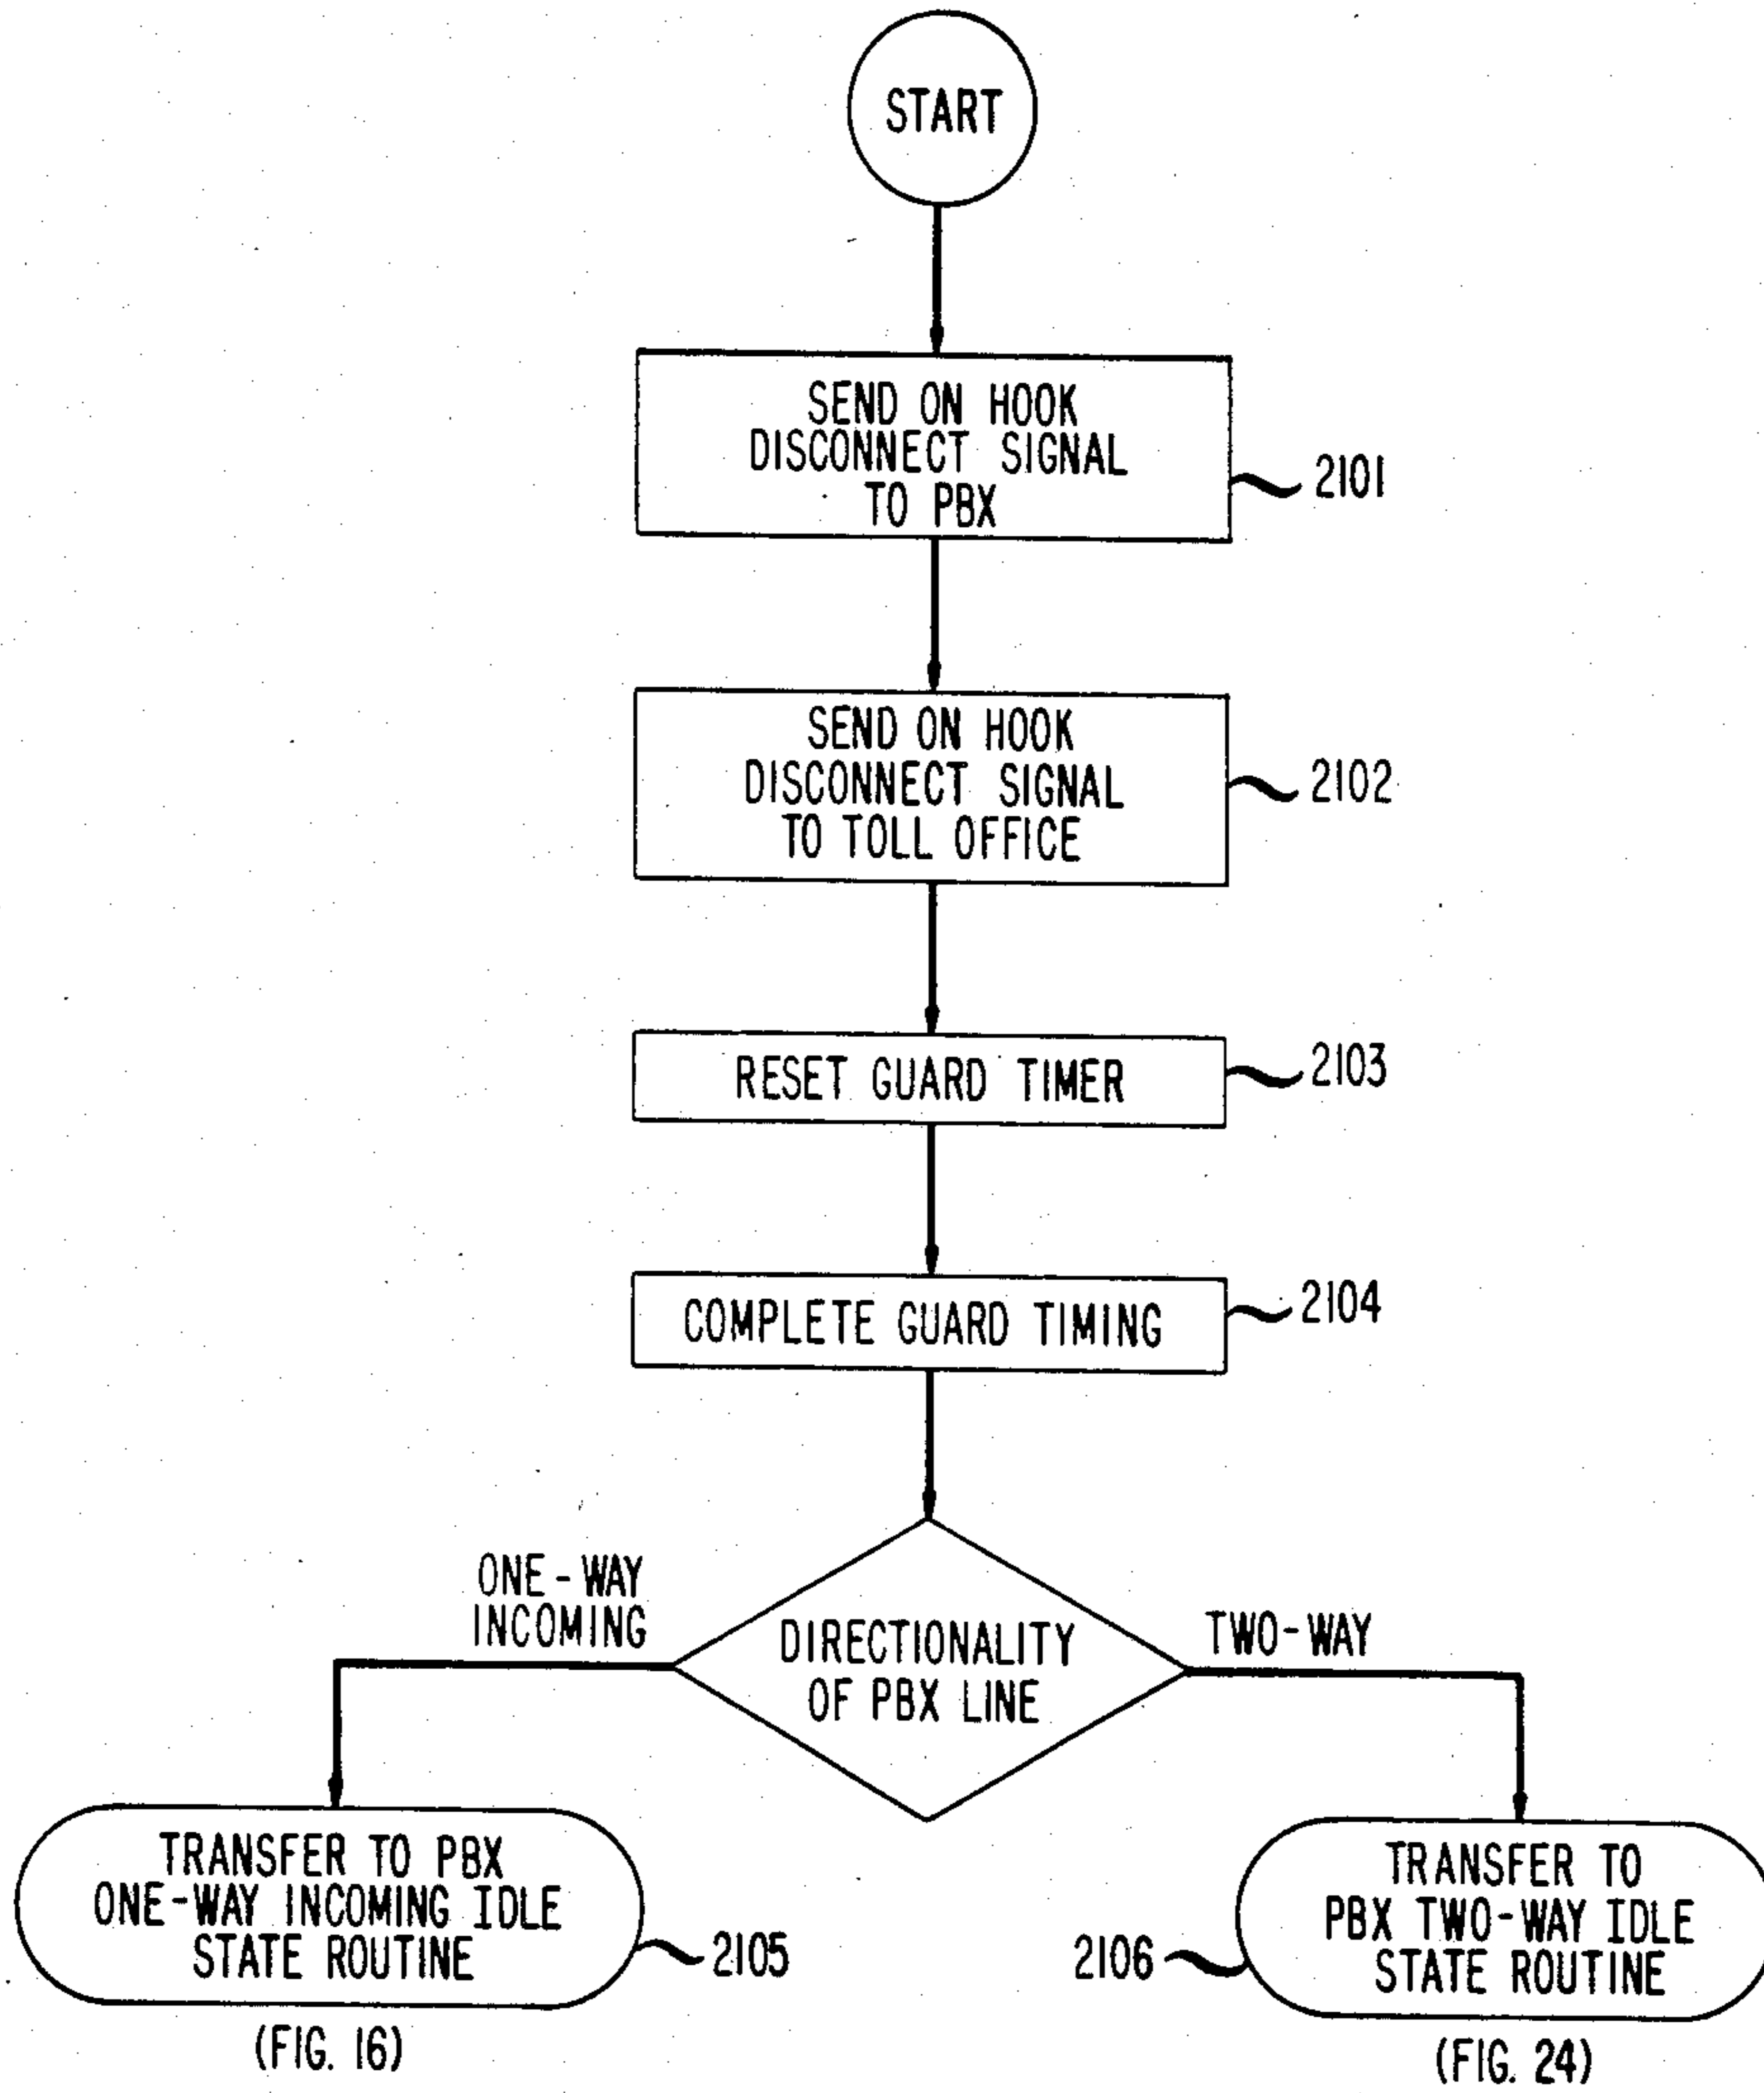 START
SEND ON HOOK
DISCONNECT SIGNAL
TO PBX
2101
SEND ON HOOK
DISCONNECT SIGNAL
TO TOLL OFFICE
2102
RESET GUARD TIMER
2103
COMPLETE GUARD TIMING
2104
ONE-WAY
INCOMING
DIRECTIONALITY
OF PBX LINE
TWO-WAY
TRANSFER TO PBX
ONE-WAY INCOMING IDLE
STATE ROUTINE
2105
(FIG. 16)
TRANSFER TO
PBX TWO-WAY IDLE
STATE ROUTINE
2106
(FIG. 24)